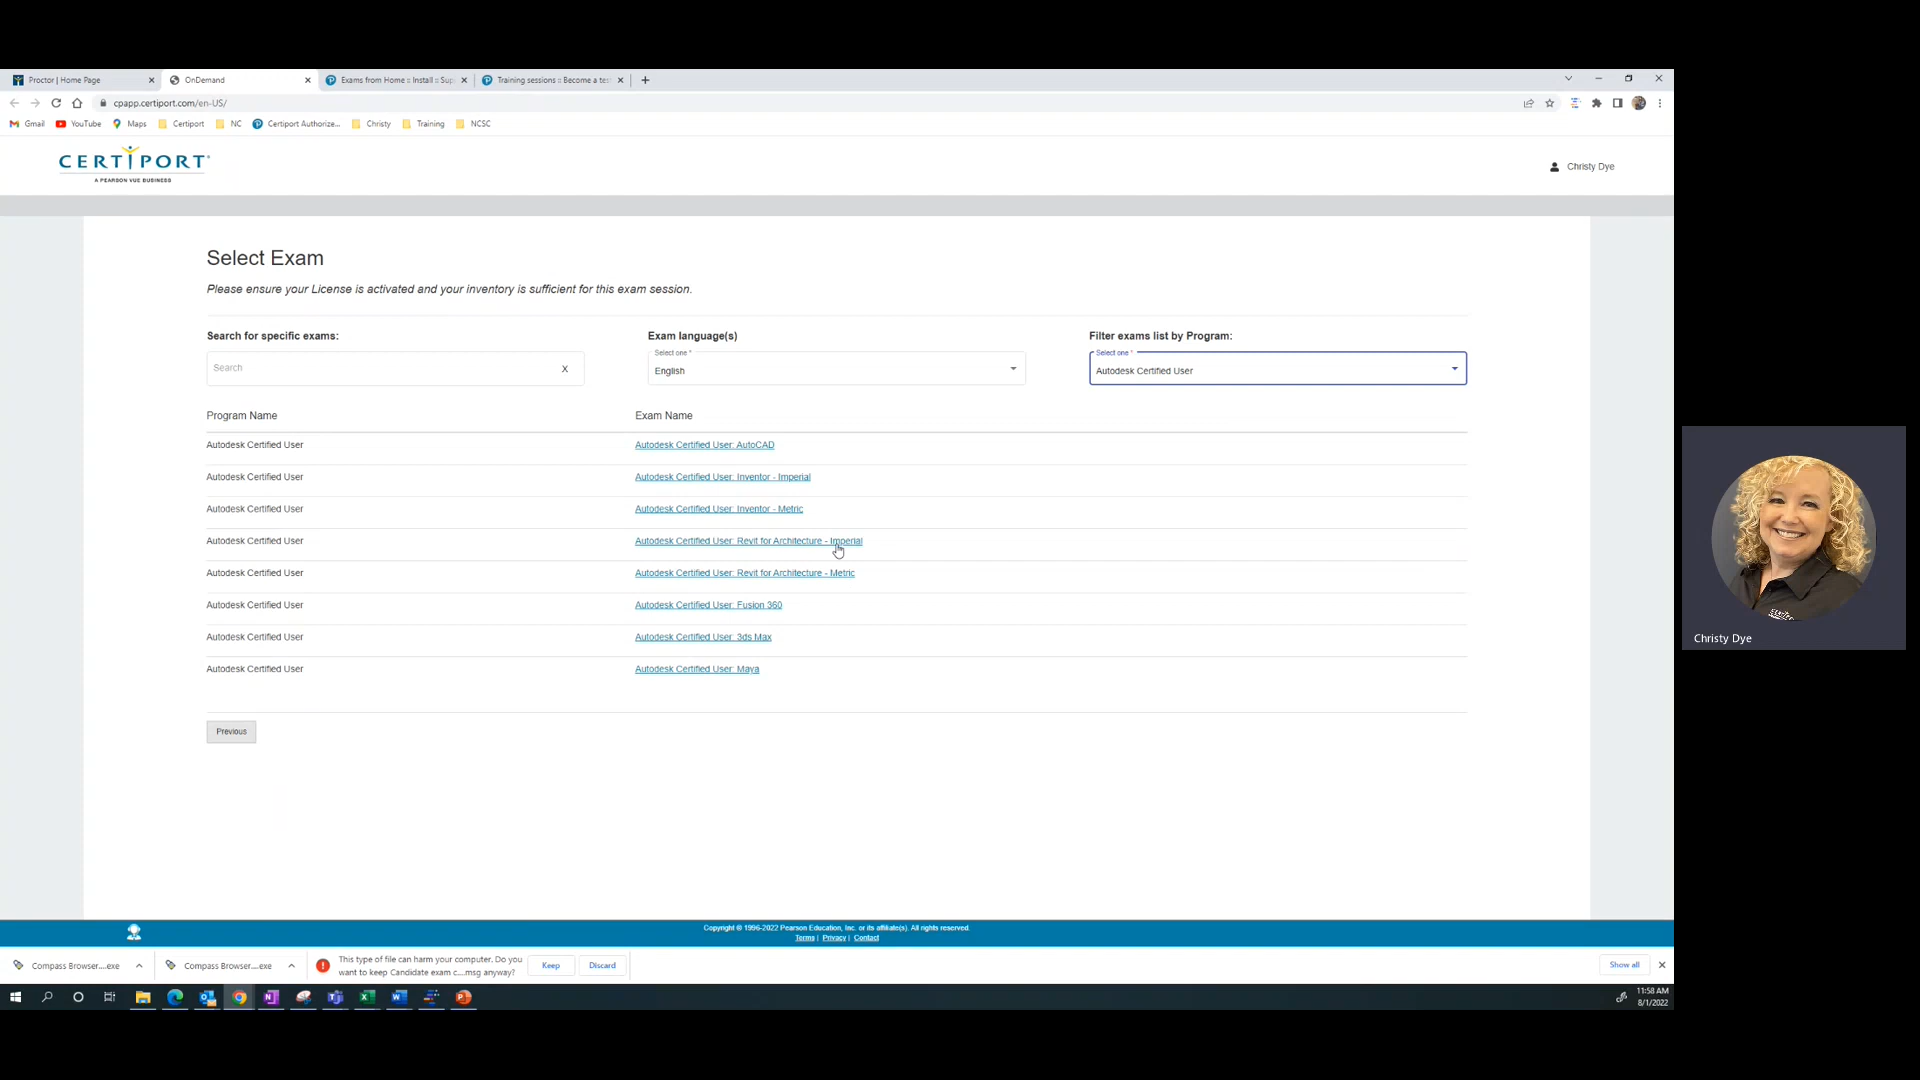 Proctor | Home Page
OnDemand
Exams from Home :: Install :: Sup
Training sessions :: Become a tes
cpapp.certiport.com/en-US/
Gmail
YouTube
Maps
Certiport
NC
Certiport Authorize...
Christy
Training
NCSC
CERTIPORT
A PEARSON VUE BUSINESS
Christy Dye
Select Exam
Please ensure your License is activated and your inventory is sufficient for this exam session.
Search for specific exams:
Exam language(s)
Filter exams list by Program:
Search
X
Select one *
English
Select one *
Autodesk Certified User
Program Name
Exam Name
Autodesk Certified User
Autodesk Certified User: AutoCAD
Autodesk Certified User
Autodesk Certified User: Inventor - Imperial
Autodesk Certified User
Autodesk Certified User: Inventor - Metric
Autodesk Certified User
Autodesk Certified User: Revit for Architecture - Imperial
Autodesk Certified User
Autodesk Certified User: Revit for Architecture - Metric
Autodesk Certified User
Autodesk Certified User: Fusion 360
Autodesk Certified User
Autodesk Certified User: 3ds Max
Autodesk Certified User
Autodesk Certified User: Maya
Previous
Christy Dye
Copyright © 1996-2022 Pearson Education, Inc. or its affiliate(s). All rights reserved.
Terms | Privacy | Contact
Compass Browser....exe
Compass Browser....exe
This type of file can harm your computer. Do you
want to keep Candidate exam c....msg anyway?
Keep
Discard
Show all
11:58 AM
8/1/2022